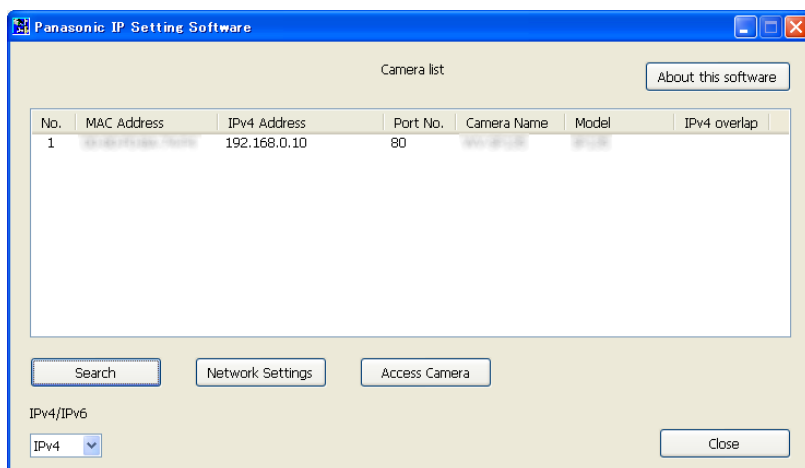 Panasonic IP Setting Software
Camera list
About this software
No. MAC Address IPv4 Address Port No. Camera Name Model IPv4 overlap
1 192.168.0.10 80
Search Network Settings Access Camera
IPv4/IPv6
IPv4
Close